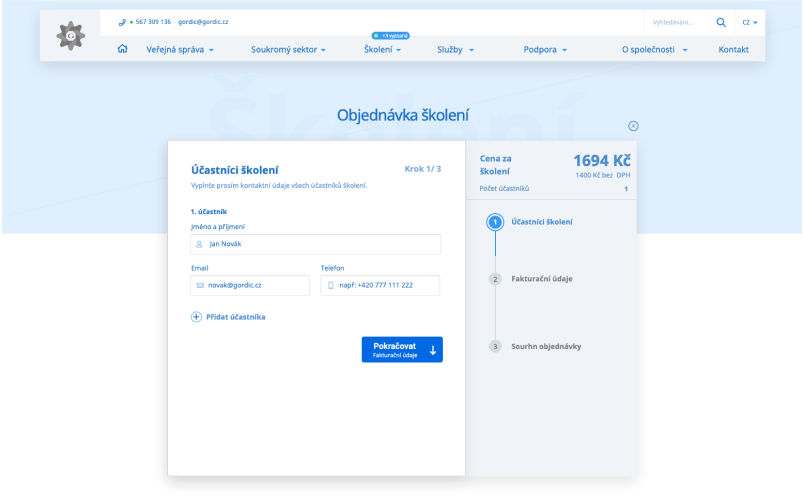 567 309 136 gordic@gordic.cz
Vyhledávání...
CZ
+3 vypsaná
Veřejná správa
Soukromý sektor
Školení
Služby
Podpora
O společnosti
Kontakt
G
Školení
Objednávka školení
Účastníci školení
Krok 1/ 3
Vyplňte prosím kontaktní údaje všech účastníků školení.
1. účastník
Jméno a příjmení
Jan Novák
Email
Telefon
novak@gordic.cz
např: +420 777 111 222
Přidat účastníka
Pokračovat
Fakturační údaje
Cena za
školení
1694 Kč
1400 Kč bez DPH
Počet účastníků
1
1
Účastníci školení
2
Fakturační údaje
3
Sourhn objednávky